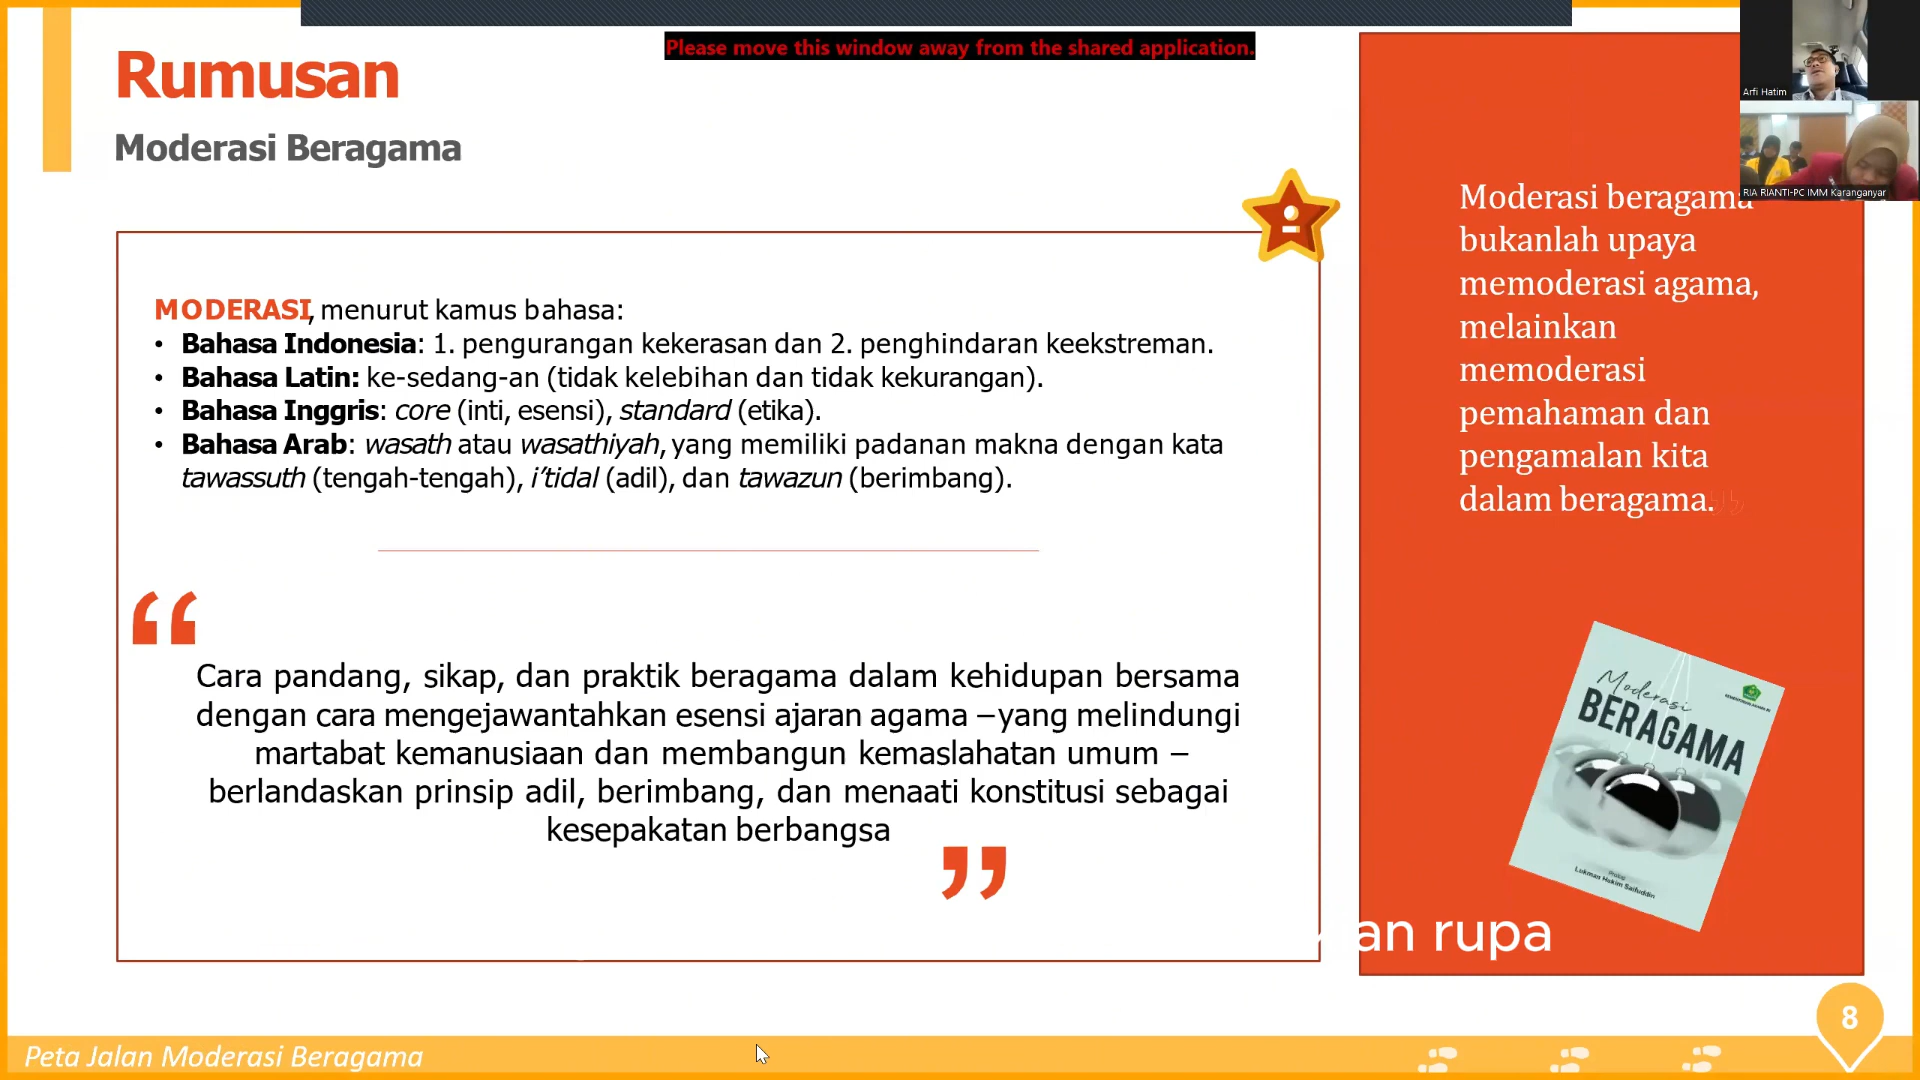 Please move this window away from the shared application.
Rumusan
Moderasi Beragama
MODERASI, menurut kamus bahasa:
• Bahasa Indonesia: 1. pengurangan kekerasan dan 2. penghindaran keekstreman.
• Bahasa Latin: ke-sedang-an (tidak kelebihan dan tidak kekurangan).
• Bahasa Inggris: core (inti, esensi), standard (etika).
• Bahasa Arab: wasath atau wasathiyah, yang memiliki padanan makna dengan kata
tawassuth (tengah-tengah), i’tidal (adil), dan tawazun (berimbang).
“
Cara pandang, sikap, dan praktik beragama dalam kehidupan bersama
dengan cara mengejawantahkan esensi ajaran agama –yang melindungi
martabat kemanusiaan dan membangun kemaslahatan umum –
berlandaskan prinsip adil, berimbang, dan menaati konstitusi sebagai
kesepakatan berbangsa
”
Arfi Hatim
RIA RIANTI-PC IMM Karanganyar
Moderasi beragama
bukanlah upaya
memoderasi agama,
melainkan
memoderasi
pemahaman dan
pengamalan kita
dalam beragama.”
Moderasi
BERAGAMA
Prolog
Lukman Hakim Saifuddin
an rupa
8
Peta Jalan Moderasi Beragama